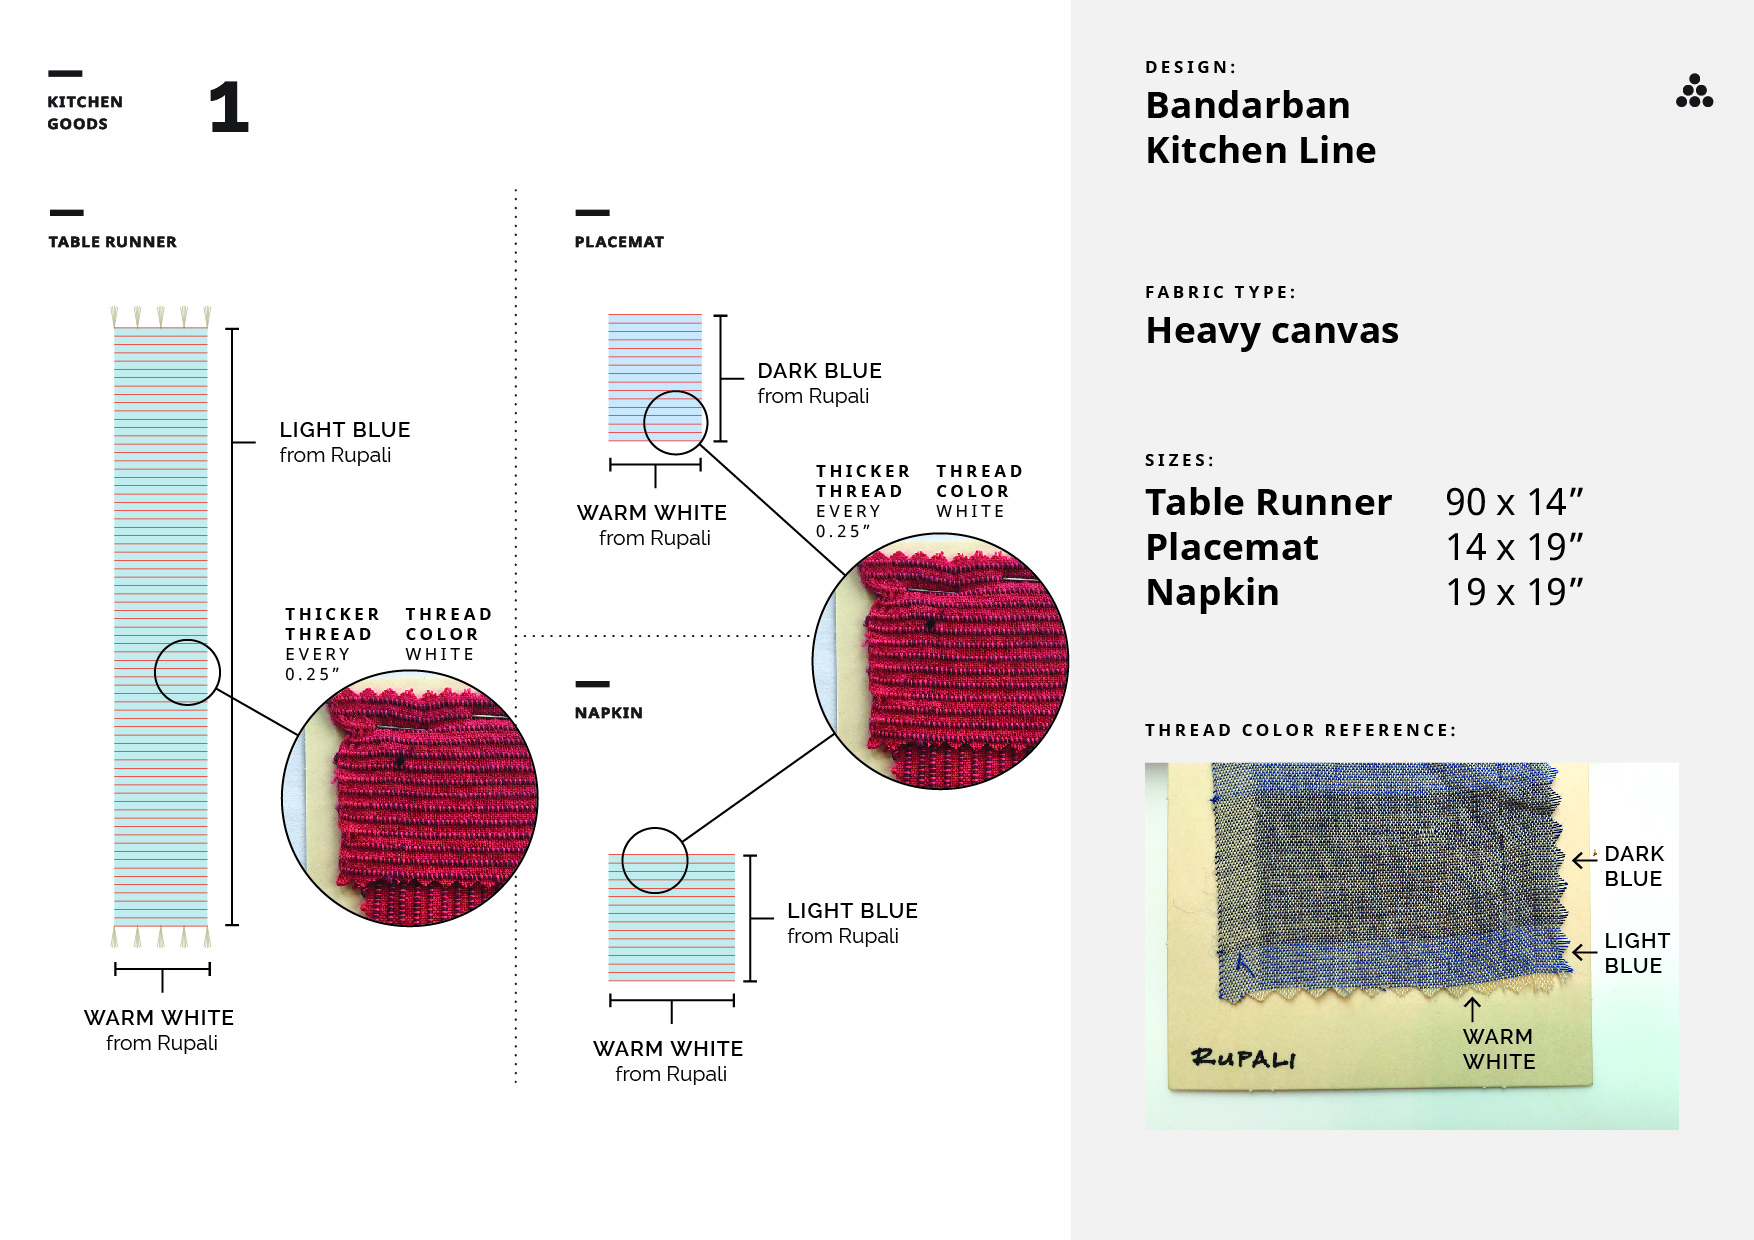 KITCHEN
GOODS
1
TABLE RUNNER
LIGHT BLUE
from Rupali
THICKER
THREAD
EVERY
0.25”
THREAD
COLOR
WHITE
WARM WHITE
from Rupali
PLACEMAT
DARK BLUE
from Rupali
WARM WHITE
from Rupali
THICKER
THREAD
EVERY
0.25”
THREAD
COLOR
WHITE
NAPKIN
LIGHT BLUE
from Rupali
WARM WHITE
from Rupali
DESIGN:
Bandarban
Kitchen Line
FABRIC TYPE:
Heavy canvas
SIZES:
Table Runner 90 x 14”
Placemat 14 x 19”
Napkin 19 x 19”
THREAD COLOR REFERENCE:
DARK
BLUE
LIGHT
BLUE
WARM
WHITE
RUPALI